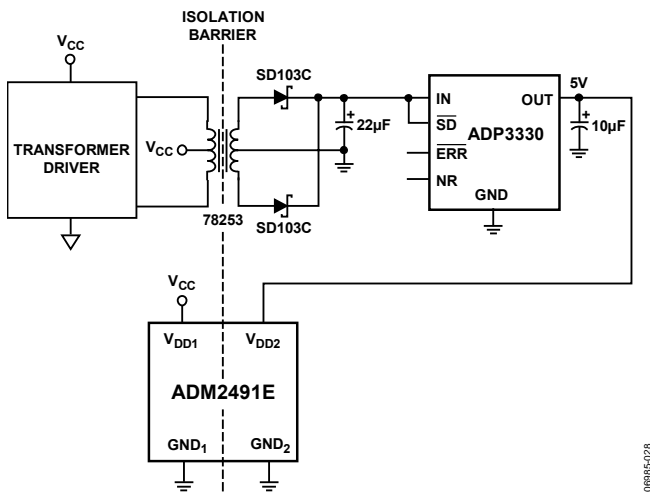 ISOLATION
BARRIER
VCC
SD103C
IN
OUT
5V
22µF
SD
ADP3330
10µF
TRANSFORMER
DRIVER
VCC
ERR
NR
GND
78253
SD103C
VCC
VDD1
VDD2
ADM2491E
GND1
GND2
06985-028